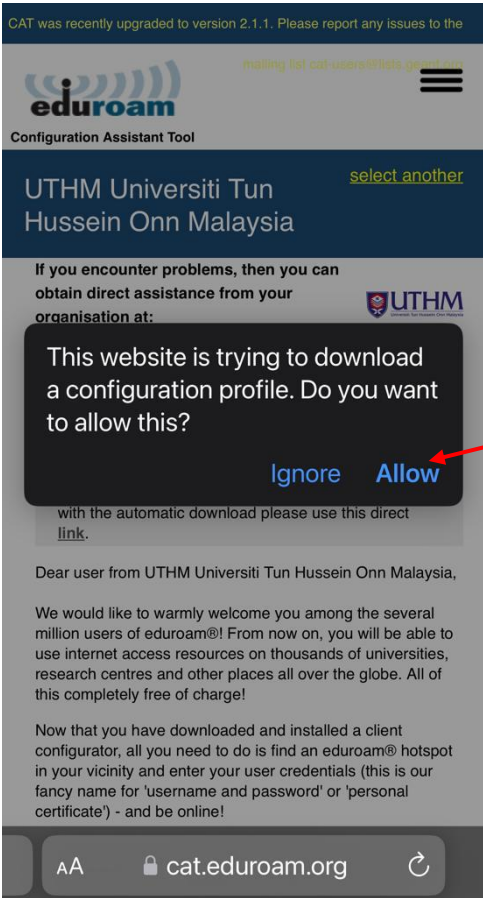 CAT was recently upgraded to version 2.1.1. Please report any issues to the
mailing list cat-users@lists.geant.org
eduroam
Configuration Assistant Tool
UTHM Universiti Tun
Hussein Onn Malaysia
select another
If you encounter problems, then you can
obtain direct assistance from your
organisation at:
UTHM
This website is trying to download
a configuration profile. Do you want
to allow this?
Ignore Allow
with the automatic download please use this direct
link.
Dear user from UTHM Universiti Tun Hussein Onn Malaysia,
We would like to warmly welcome you among the several
million users of eduroam®! From now on, you will be able to
use internet access resources on thousands of universities,
research centres and other places all over the globe. All of
this completely free of charge!
Now that you have downloaded and installed a client
configurator, all you need to do is find an eduroam® hotspot
in your vicinity and enter your user credentials (this is our
fancy name for 'username and password' or 'personal
certificate') - and be online!
AA cat.eduroam.org